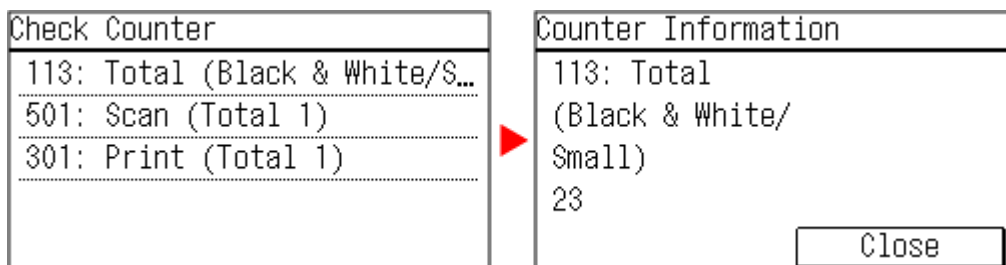 Check Counter
113: Total (Black & White/S…
501: Scan (Total 1)
301: Print (Total 1)
Counter Information
113: Total
(Black & White/
Small)
23
Close